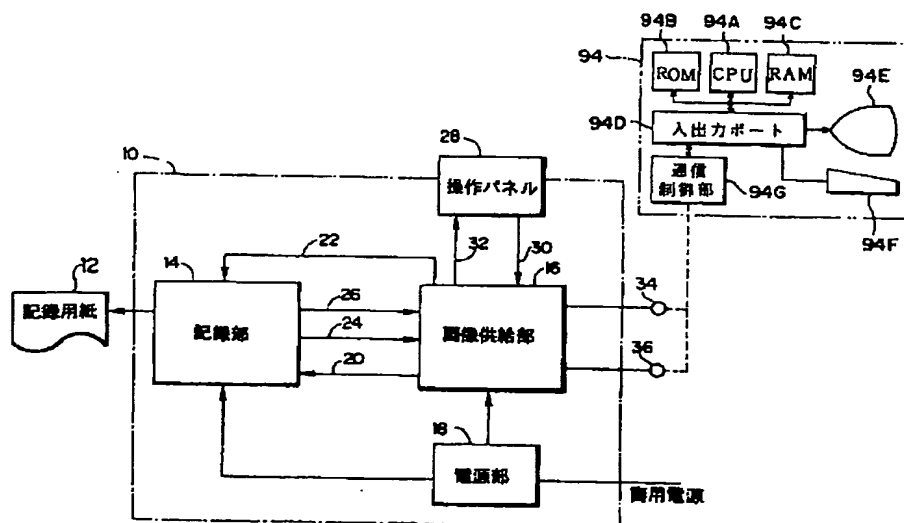 94B
94A
94C
94
ROM
CPU
RAM
94E
94D
入出力ポート
28
10
操作パネル
通信
制御部
94G
94F
22
32
30
14
16
12
26
34
記録用紙
記録部
24
画像供給部
20
36
18
電源部
商用電源